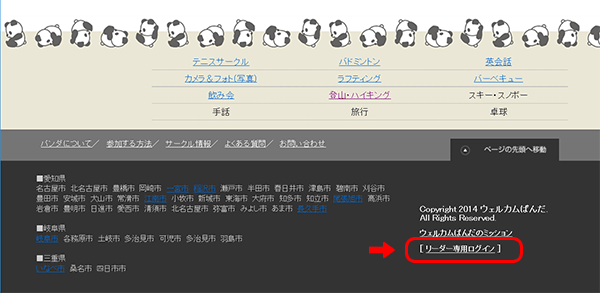 テニスサークル バドミントン 英会話
カメラ＆フォト(写真) ラフティング バーベキュー
飲み会 登山・ハイキング スキー・スノボー
手話 旅行 卓球
パンダについて／ 参加する方法／ サークル情報／ よくある質問／ お問い合わせ
ページの先頭へ移動
■愛知県
名古屋市 北名古屋市 豊橋市 岡崎市 一宮市 稲沢市 瀬戸市 半田市 春日井市 津島市 碧南市 刈谷市
豊田市 安城市 犬山市 常滑市 江南市 小牧市 新城市 東海市 大府市 知多市 知立市 尾張旭市 高浜市
岩倉市 豊明市 日進市 愛西市 清須市 北名古屋市 弥富市 みよし市 あま市 長久手市
■岐阜県
岐阜市 各務原市 土岐市 多治見市 可児市 多治見市 羽島市
■三重県
いなべ市 桑名市 四日市市
Copyright 2014 ウェルカムぱんだ.
All Rights Reserved.
ウェルカムぱんだのミッション
[ リーダー専用ログイン ]